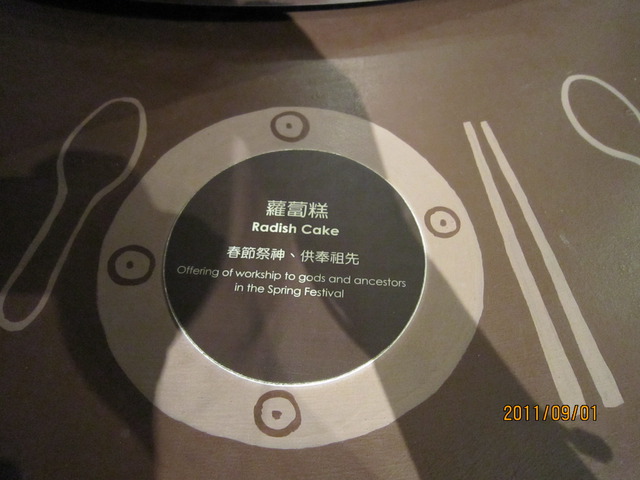 蘿蔔糕
Radish Cake
春節祭神、供奉祖先
Offering of workship to gods and ancestors
in the Spring Festival
2011/09/01